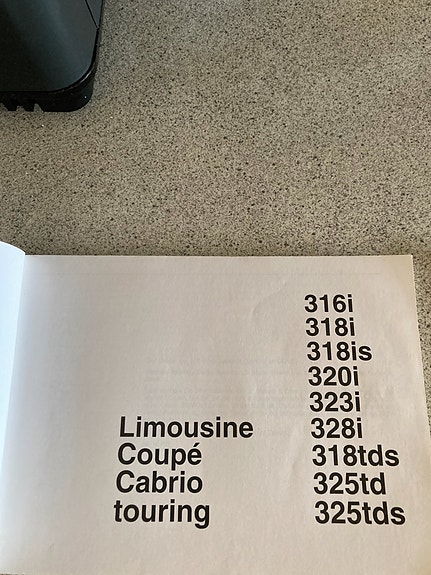 316i
318i
318is
320i
323i
Limousine 328i
Coupé 318tds
Cabrio 325td
touring 325tds